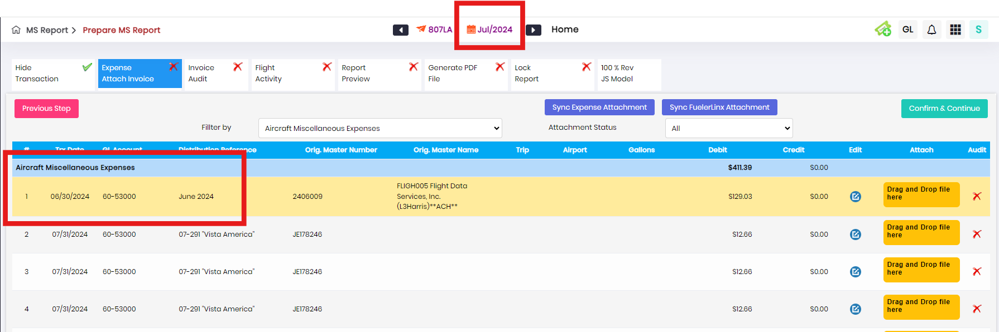 MS Report > Prepare MS Report
807LA Jul/2024 Home
GL
S
Hide
Transaction
Expense
Attach Invoice
Invoice
Audit
Flight
Activity
Report
Preview
Generate PDF
File
Lock
Report
100 % Rev
JS Model
Previous Step
Sync Expense Attachment
Sync FuelerLinx Attachment
Confirm & Continue
Fillter by
Aircraft Miscellaneous Expenses
Attachment Status
All
# Trx Date GL Account Distribution Reference Orig. Master Number Orig. Master Name Trip Airport Gallons Debit Credit Edit Attach Audit
Aircraft Miscellaneous Expenses $411.39 $0.00
1 06/30/2024 60-53000 June 2024 2406009
FLIGH005 Flight Data
Services, Inc.
(L3Harris)**ACH**
$129.03 $0.00
Drag and Drop file
here
2 07/31/2024 60-53000 07-291 "Vista America" JE178246 $12.66 $0.00
Drag and Drop file
here
3 07/31/2024 60-53000 07-291 "Vista America" JE178246 $12.66 $0.00
Drag and Drop file
here
4 07/31/2024 60-53000 07-291 "Vista America" JE178246 $12.66 $0.00
Drag and Drop file
here